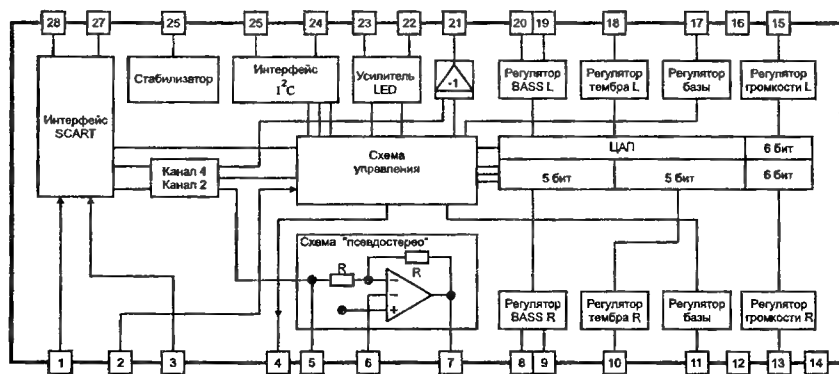 28 27 25 25 24 23 22 21 20 19 18 17 16 15
Интерфейс SCART
Стабилизатор
Интерфейс
I²C
Усилитель
LED
-1
Регулятор
BASS L
Регулятор
тембра L
Регулятор
базы
Регулятор
громкости L
Канал 4
Канал 2
Схема
управления
ЦАП
6 бит
5 бит
5 бит
6 бит
Схема "псевдостерео"
R
R
Регулятор
BASS R
Регулятор
тембра R
Регулятор
базы
Регулятор
громкости R
1 2 3 4 5 6 7 8 9 10 11 12 13 14